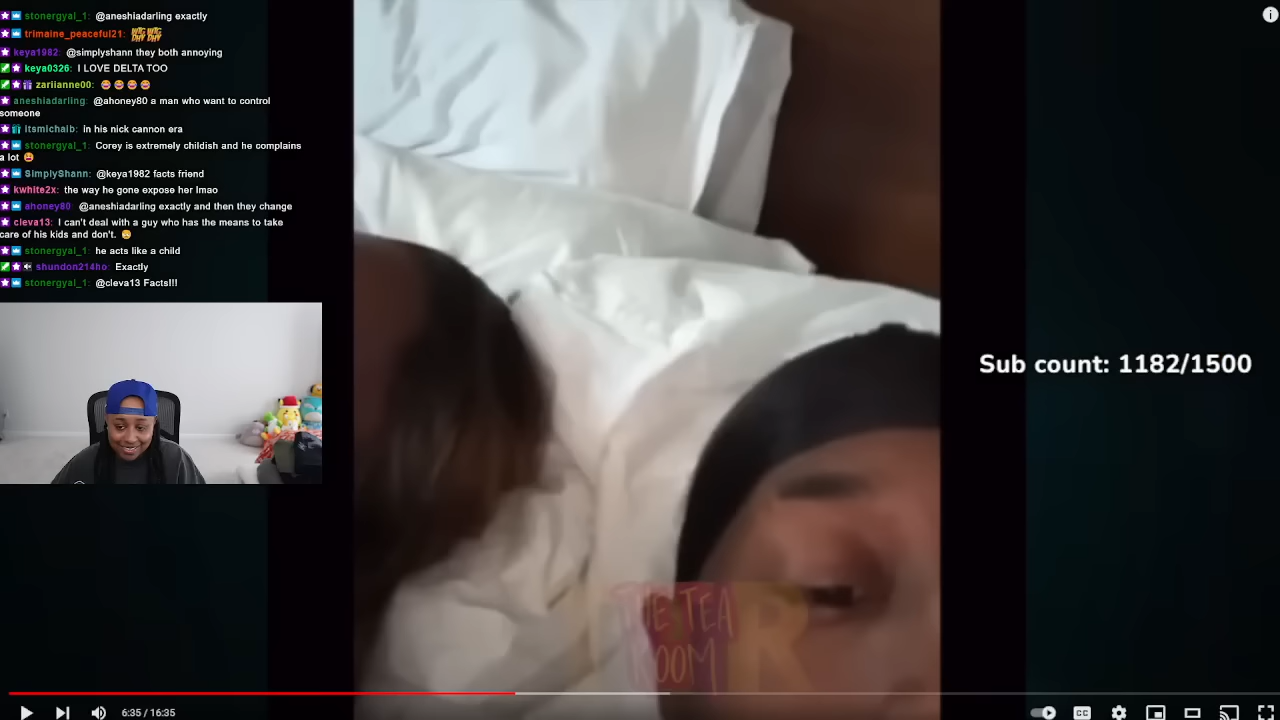 stonergyal_1: @aneshiadarling exactly
trimaine_peaceful21:
keya1982: @simplyshann they both annoying
keya0326: I LOVE DELTA TOO
zariianne00:
aneshiadarling: @ahoney80 a man who want to control
someone
itsmichaib: in his nick cannon era
stonergyal_1: Corey is extremely childish and he complains
a lot
SimplyShann: @keya1982 facts friend
kwhite2x: the way he gone expose her lmao
ahoney80: @aneshiadarling exactly and then they change
cleva13: I can't deal with a guy who has the means to take
care of his kids and don't.
stonergyal_1: he acts like a child
shundon214ho: Exactly
stonergyal_1: @cleva13 Facts!!!
Sub count: 1182/1500
THE TEA
ROOM
R
6:35 / 16:35
CC